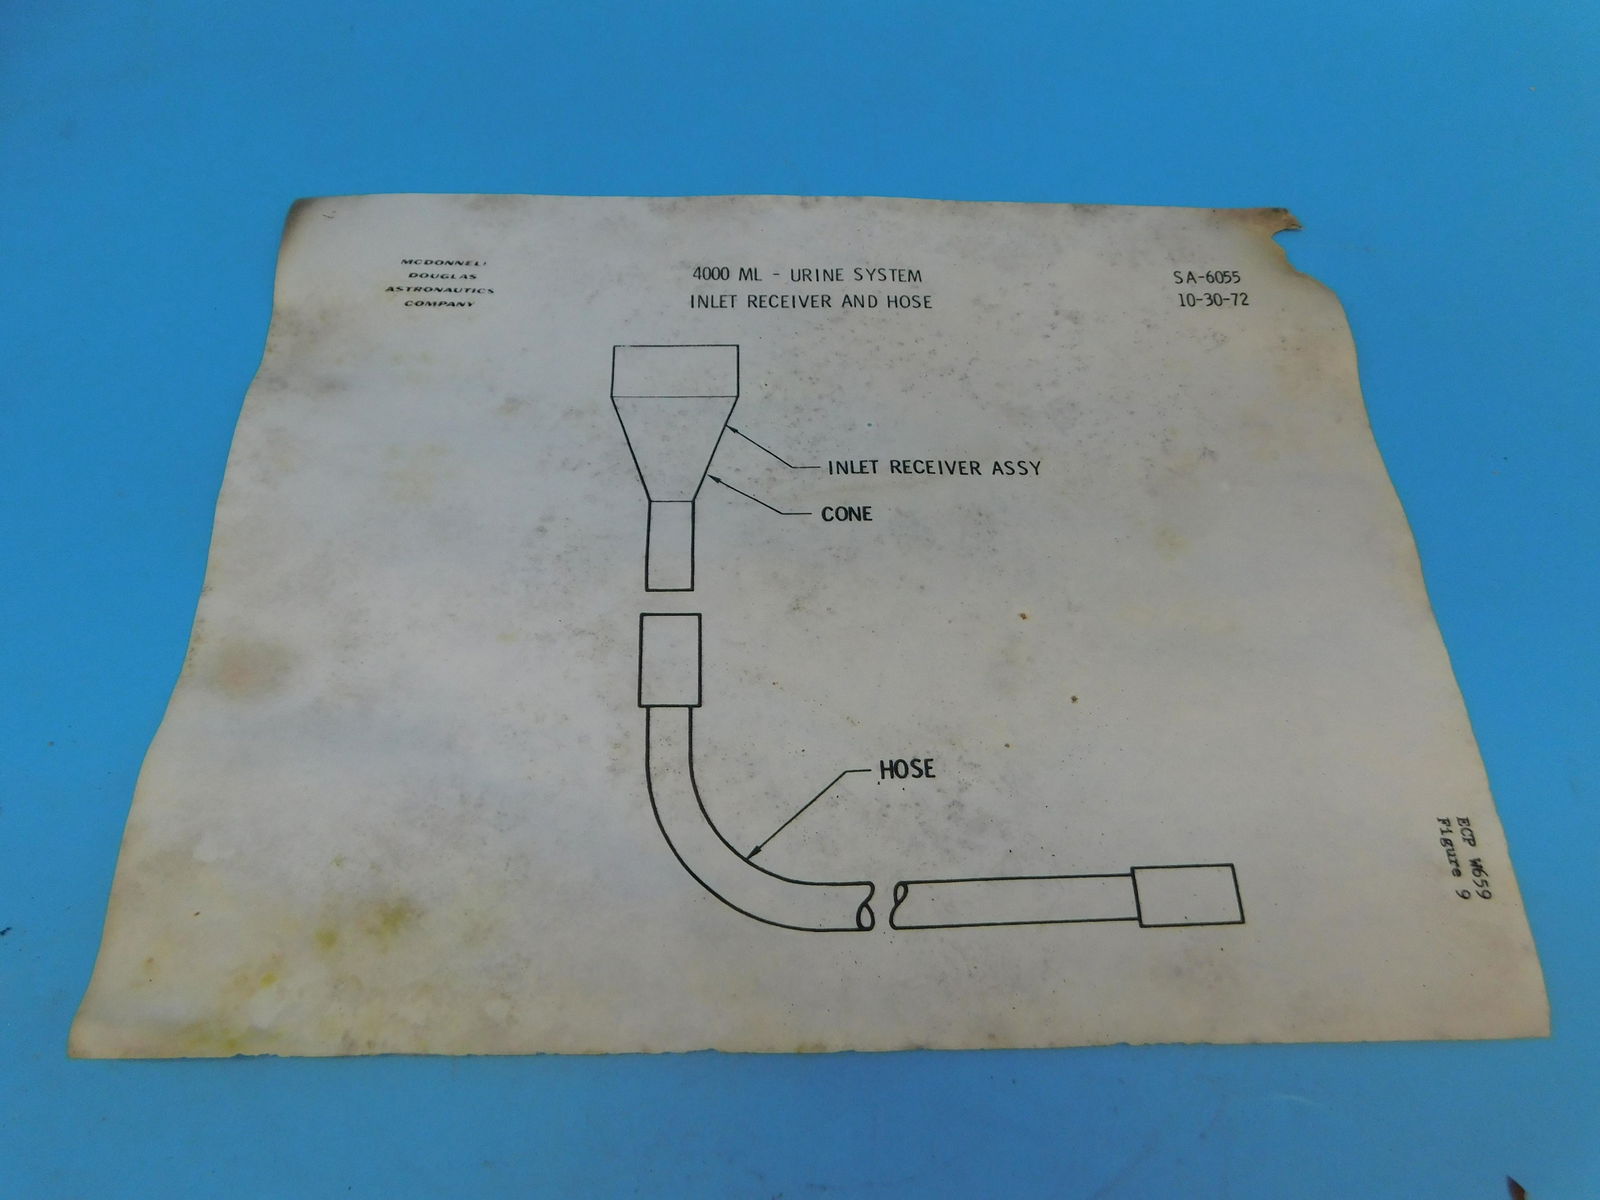 MCDONNELL
DOUGLAS
ASTRONAUTICS
COMPANY
4000 ML - URINE SYSTEM
INLET RECEIVER AND HOSE
SA-6055
10-30-72
INLET RECEIVER ASSY
CONE
HOSE
ECP W659
Figure 9